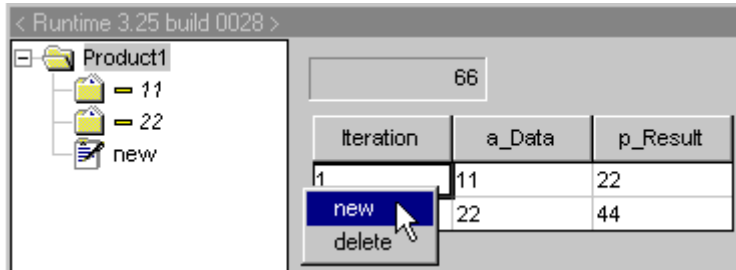 < Runtime 3.25 build 0028 >
Product1
11
22
new
66
Iteration a_Data p_Result
1 11 22
22 44
new
delete